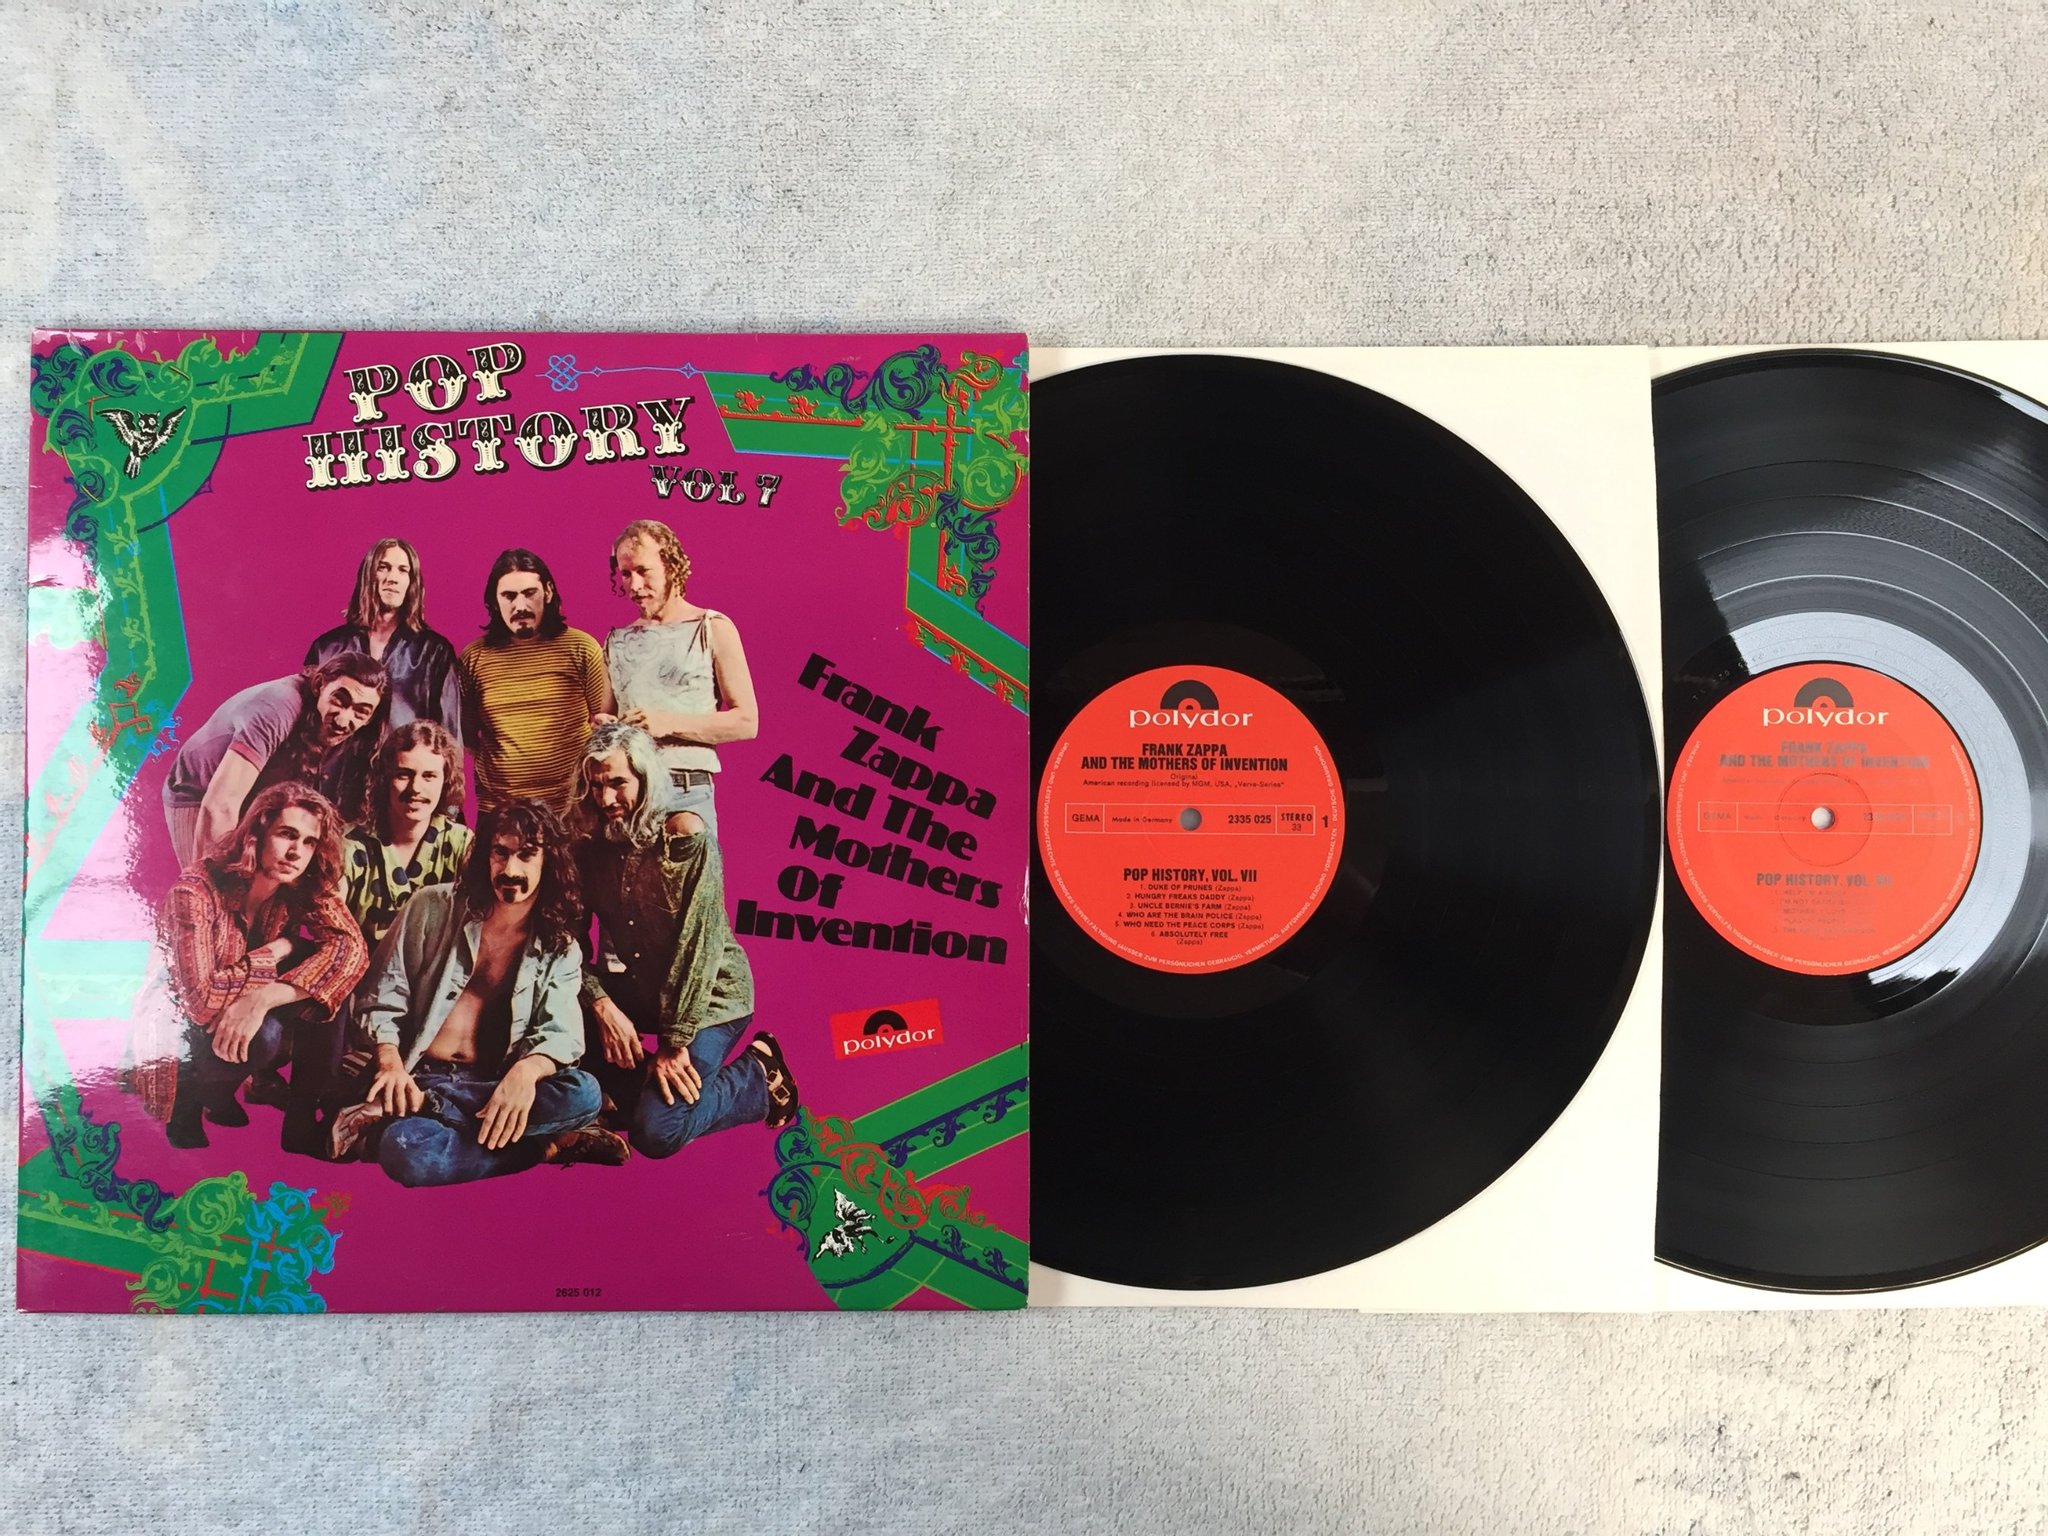 POP
HISTORY
VOL 7
Frank
Zappa
And The
Mothers
Of
Invention
polydor
2625 012
polydor
FRANK ZAPPA
AND THE MOTHERS OF INVENTION
Original
American recording licensed by MGM, USA, „Verve-Series"
GEMA Made in Germany 2335 025 STEREO 33 1
POP HISTORY, VOL. VII
1. DUKE OF PRUNES (Zappa)
2. HUNGRY FREAKS DADDY (Zappa)
3. UNCLE BERNIE'S FARM (Zappa)
4. WHO ARE THE BRAIN POLICE (Zappa)
5. WHO NEED THE PEACE CORPS (Zappa)
6. ABSOLUTELY FREE
(Zappa)
polydor
FRANK ZAPPA
AND THE MOTHERS OF INVENTION
GEMA Made Germany
POP HISTORY, VOL. VII